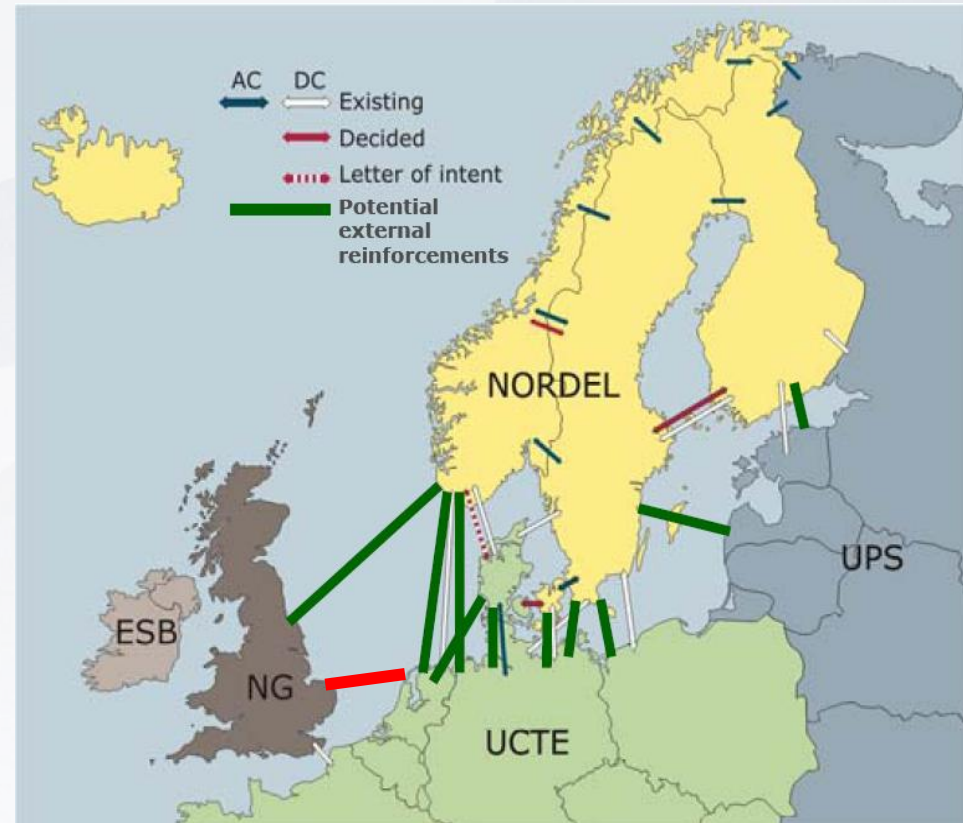 AC DC
Existing
Decided
Letter of intent
Potential
external
reinforcements
NORDEL
UPS
ESB
NG
UCTE